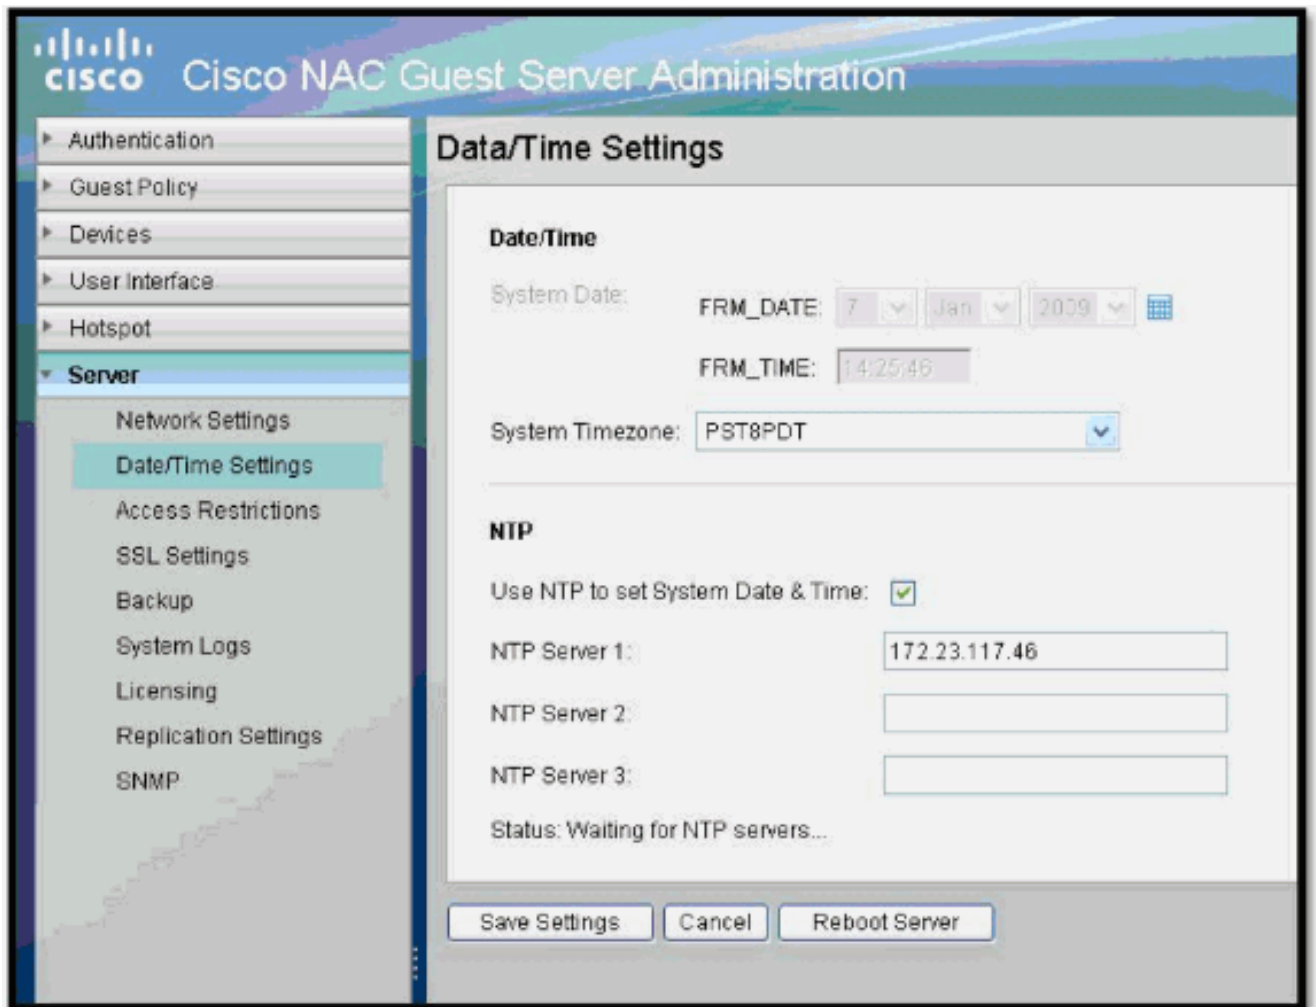 CISCO Cisco NAC Guest Server Administration
Authentication
Guest Policy
Devices
User Interface
Hotspot
Server
Network Settings
Date/Time Settings
Access Restrictions
SSL Settings
Backup
System Logs
Licensing
Replication Settings
SNMP
Data/Time Settings
Date/Time
System Date: FRM_DATE: 7 Jan 2009
FRM_TIME: 14:25:46
System Timezone: PST8PDT
NTP
Use NTP to set System Date & Time:
NTP Server 1: 172.23.117.46
NTP Server 2:
NTP Server 3:
Status: Waiting for NTP servers...
Save Settings Cancel Reboot Server